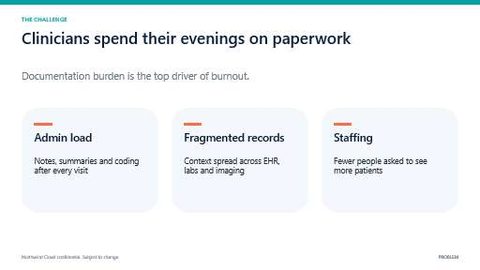 THE CHALLENGE
Clinicians spend their evenings on paperwork
Documentation burden is the top driver of burnout.
Admin load
Notes, summaries and coding
after every visit
Fragmented records
Context spread across EHR,
labs and imaging
Staffing
Fewer people asked to see
more patients
Northwind Cloud confidential. Subject to change.
PROBLEM